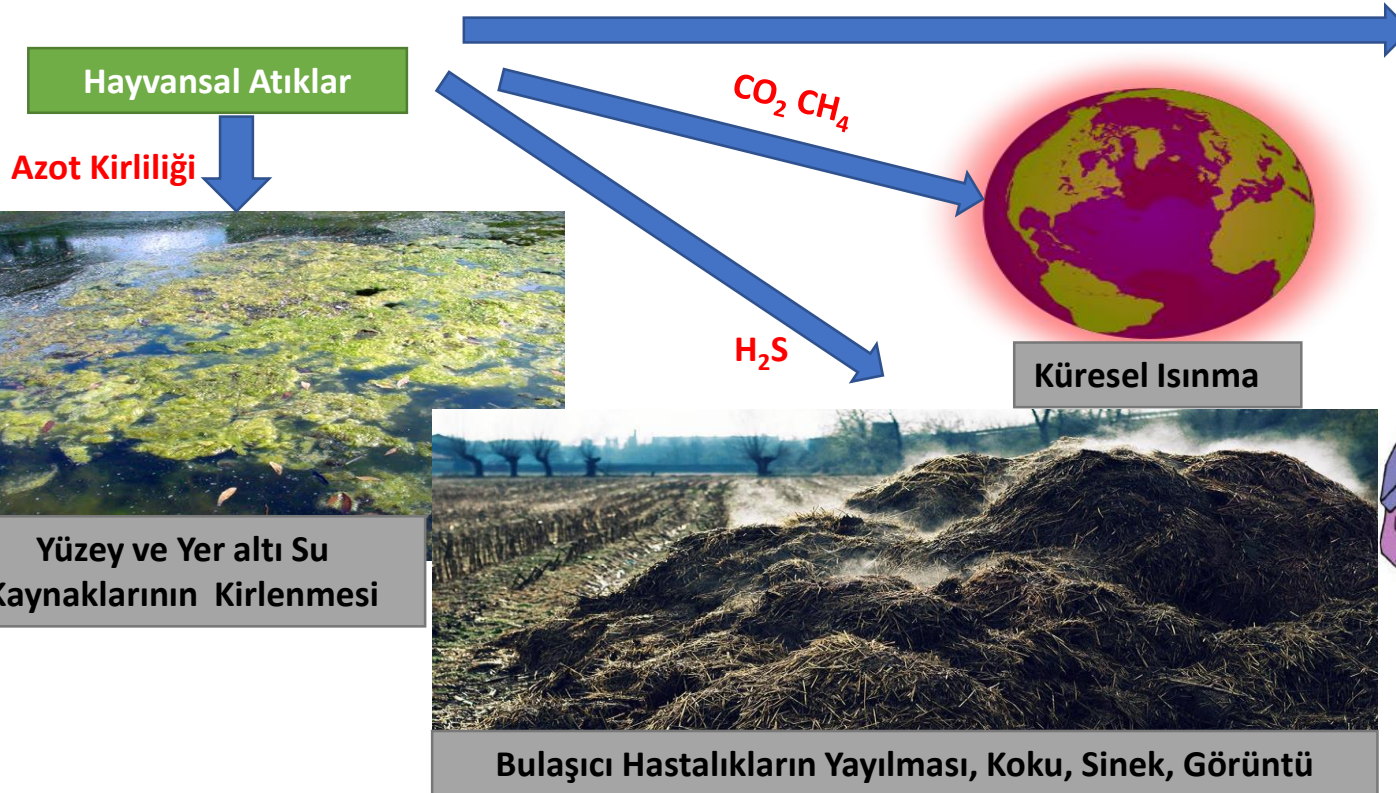 Hayvansal Atıklar
CO₂ CH₄
Azot Kirliliği
H₂S
Küresel Isınma
Yüzey ve Yer altı Su
Kaynaklarının Kirlenmesi
Bulaşıcı Hastalıkların Yayılması, Koku, Sinek, Görüntü